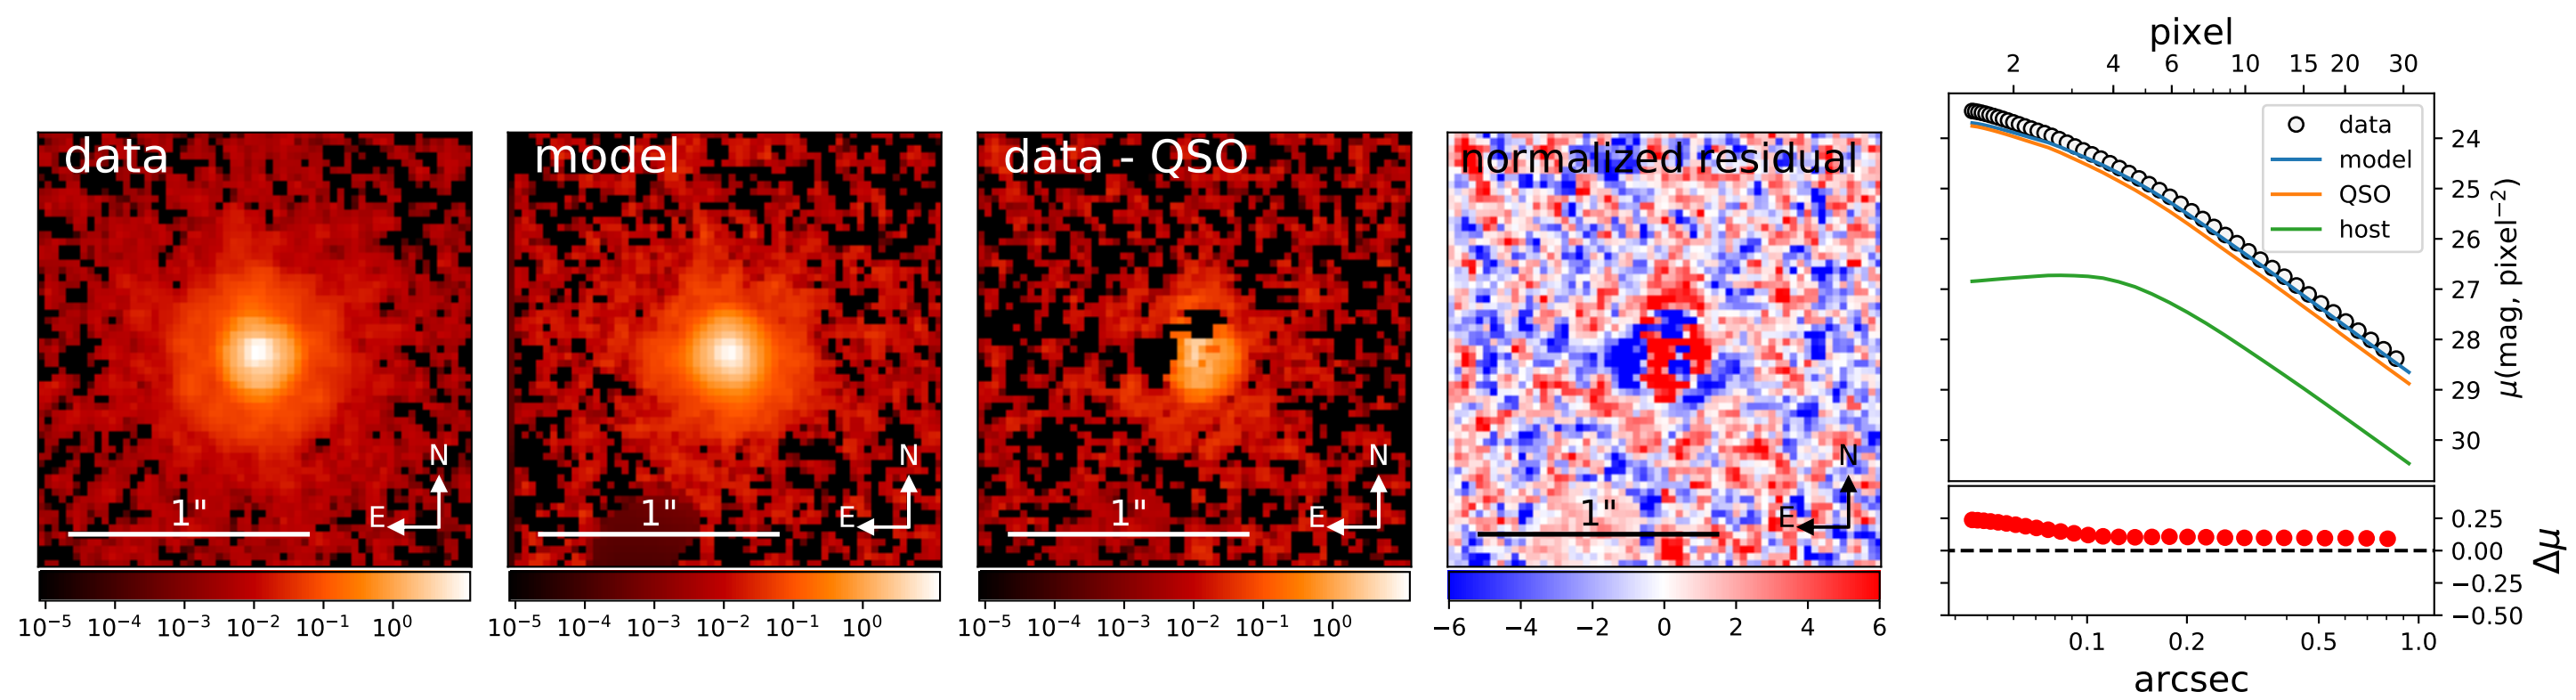 data
N
E
1"
10⁻⁵ 10⁻⁴ 10⁻³ 10⁻² 10⁻¹ 10⁰
model
N
E
1"
10⁻⁵ 10⁻⁴ 10⁻³ 10⁻² 10⁻¹ 10⁰
data - QSO
N
E
1"
10⁻⁵ 10⁻⁴ 10⁻³ 10⁻² 10⁻¹ 10⁰
normalized residual
N
E
1"
−6 −4 −2 0 2 4 6
pixel
2 4 6 10 15 20 30
data
model
QSO
host
24
25
26
27
28
29
30
μ(mag, pixel⁻²)
0.25
0.00
−0.25
−0.50
Δμ
0.1 0.2 0.5 1.0
arcsec